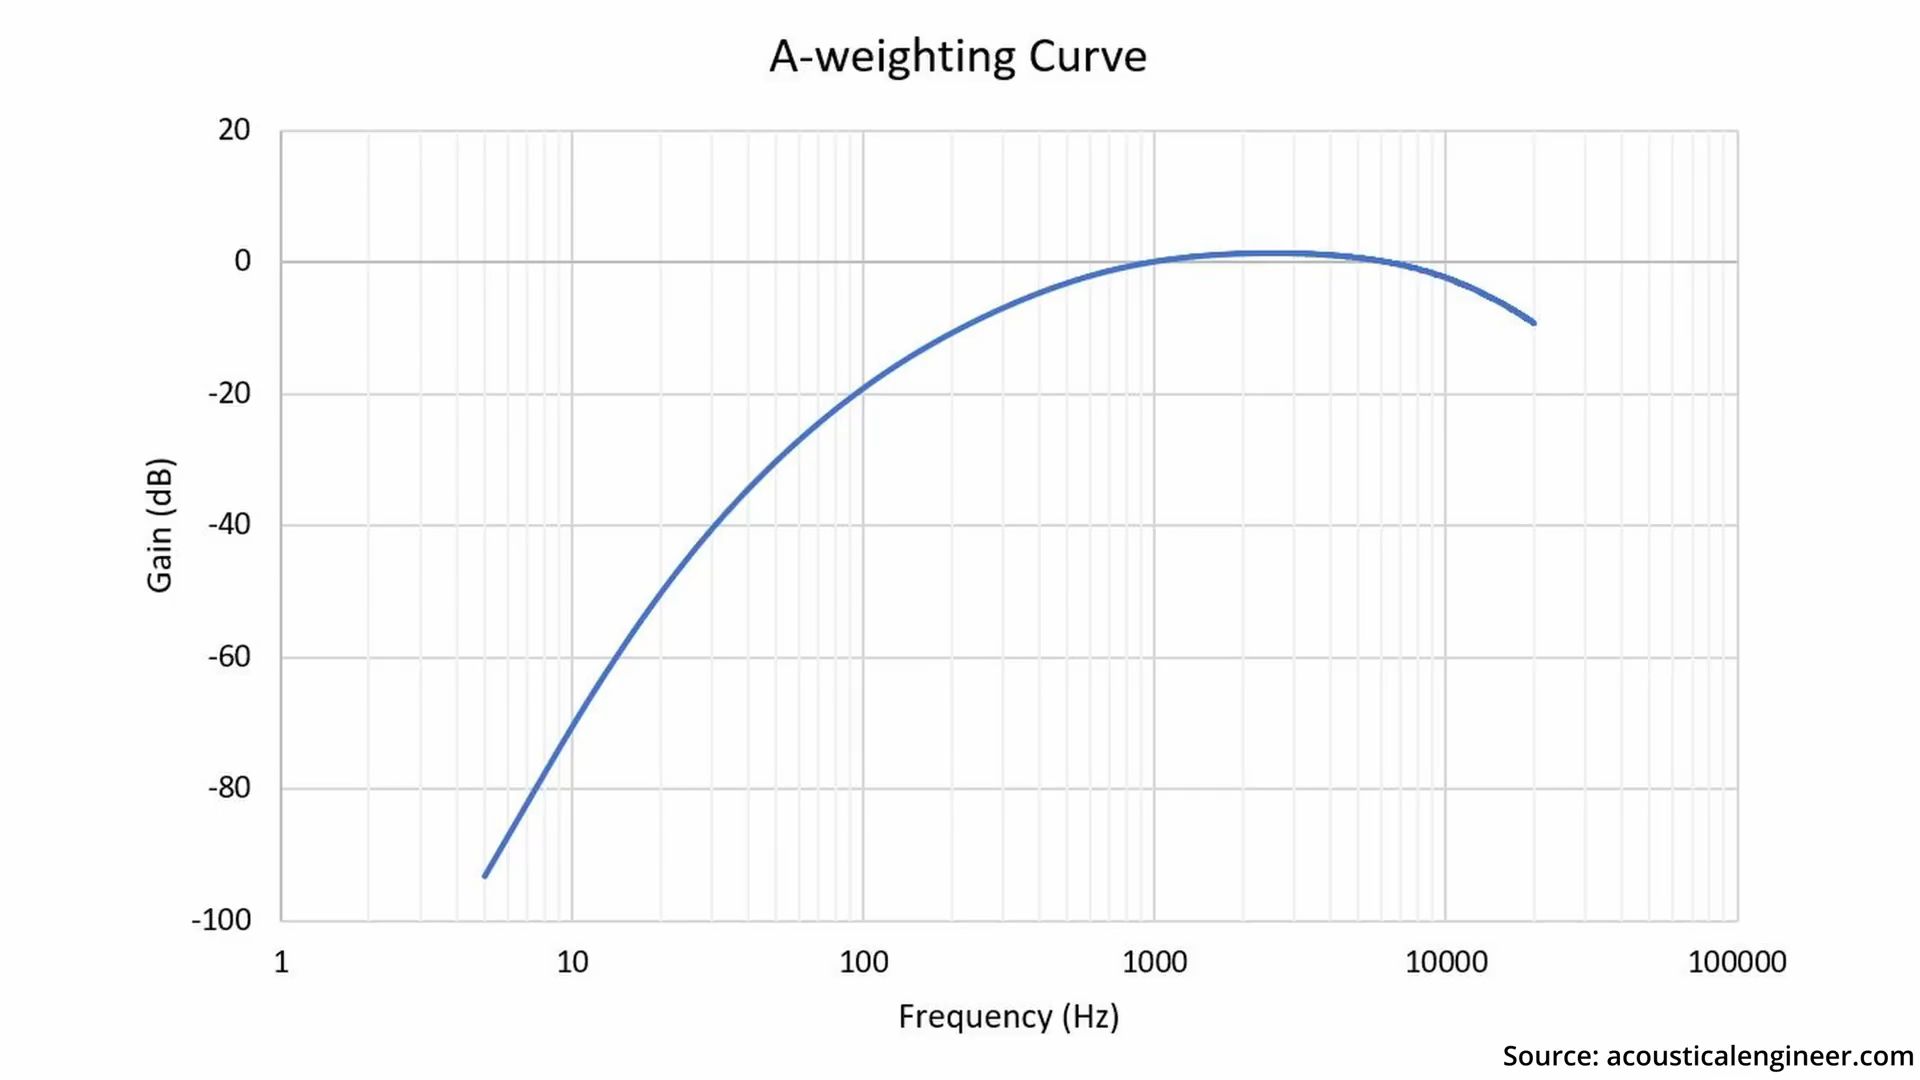 A-weighting Curve
20
0
-20
-40
-60
-80
-100
Gain (dB)
1 10 100 1000 10000 100000
Frequency (Hz)
Source: acousticalengineer.com